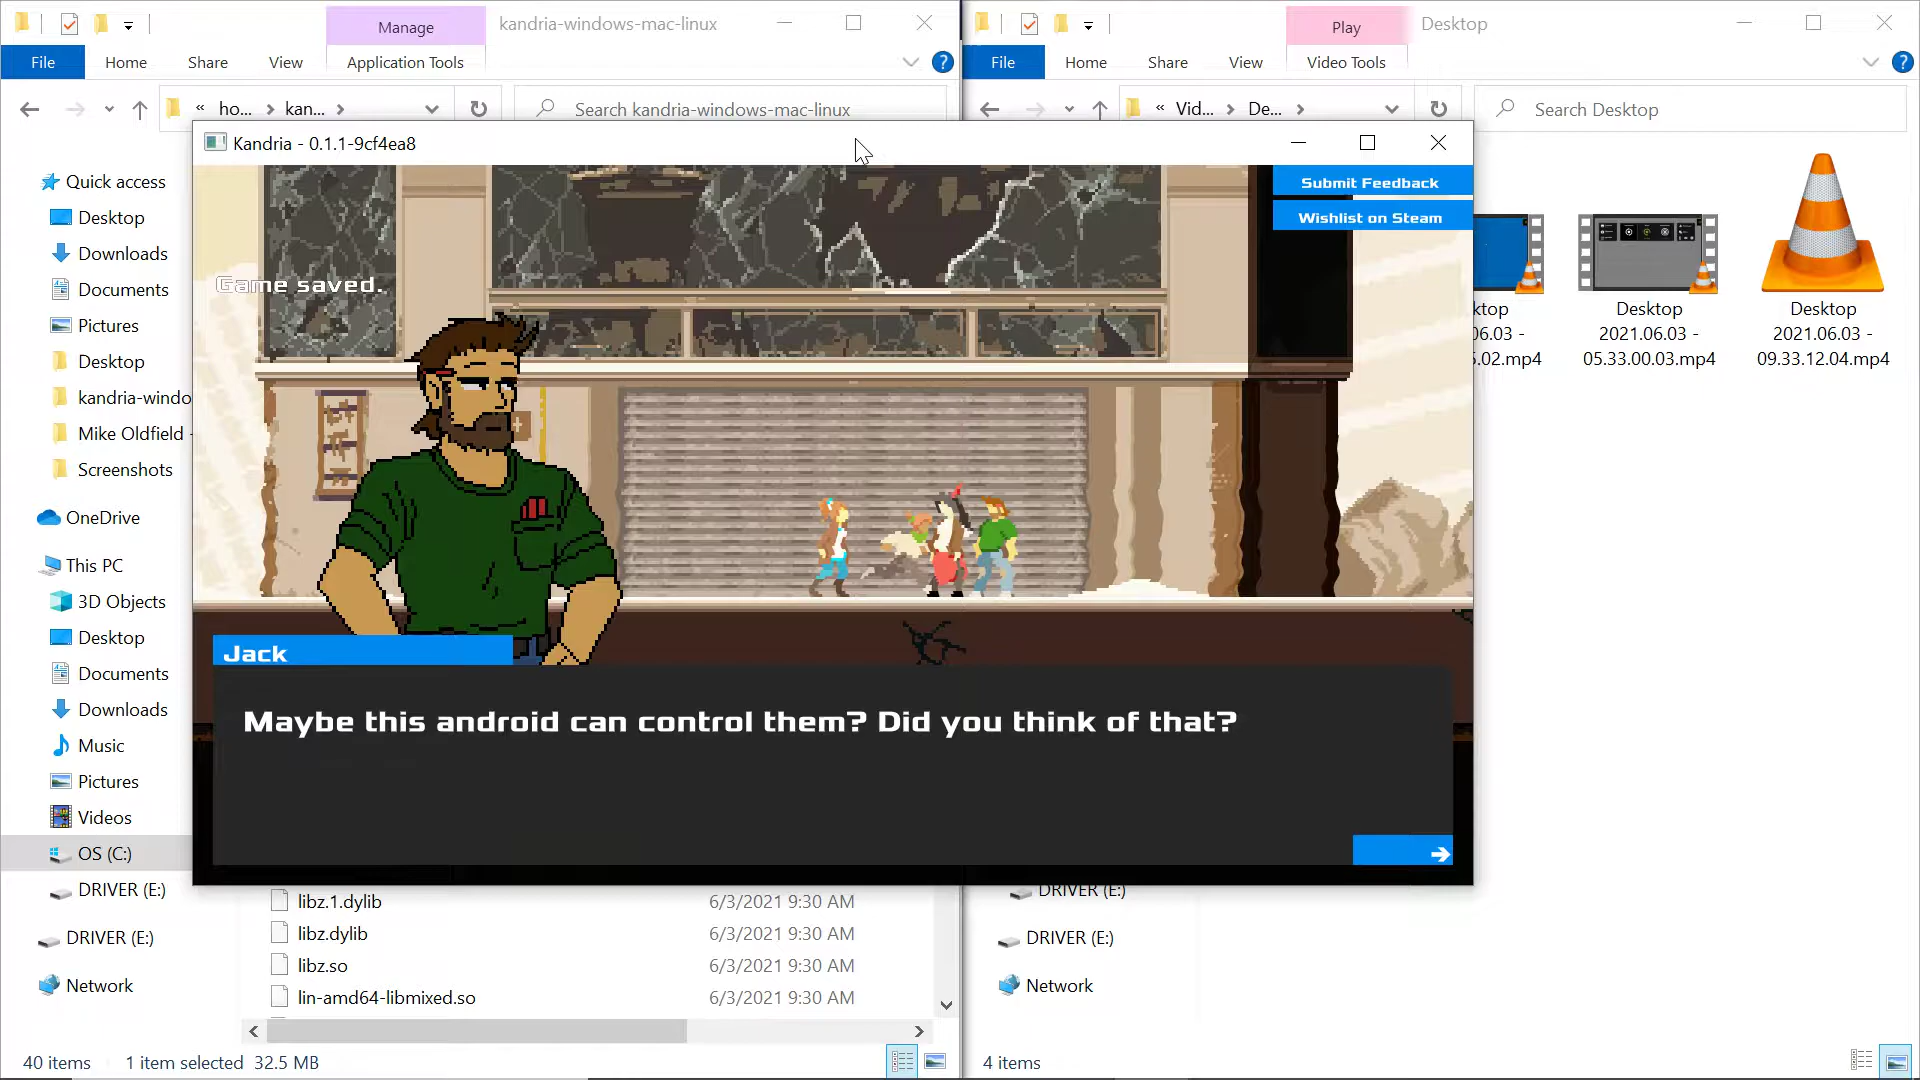 Manage
kandria-windows-mac-linux
File
Home
Share
View
Application Tools
« ho... > kan... >
Search kandria-windows-mac-linux
Play
Desktop
File
Home
Share
View
Video Tools
« Vid... > De... >
Search Desktop
Kandria - 0.1.1-9cf4ea8
Submit Feedback
Wishlist on Steam
Game saved.
Jack
Maybe this android can control them? Did you think of that?
Quick access
Desktop
Downloads
Documents
Pictures
Desktop
kandria-windo
Mike Oldfield -
Screenshots
OneDrive
This PC
3D Objects
Desktop
Documents
Downloads
Music
Pictures
Videos
OS (C:)
DRIVER (E:)
DRIVER (E:)
Network
libz.1.dylib 6/3/2021 9:30 AM
libz.dylib 6/3/2021 9:30 AM
libz.so 6/3/2021 9:30 AM
lin-amd64-libmixed.so 6/3/2021 9:30 AM
40 items 1 item selected 32.5 MB
ktop
06.03 -
5.02.mp4
Desktop
2021.06.03 -
05.33.00.03.mp4
Desktop
2021.06.03 -
09.33.12.04.mp4
DRIVER (E:)
DRIVER (E:)
Network
4 items